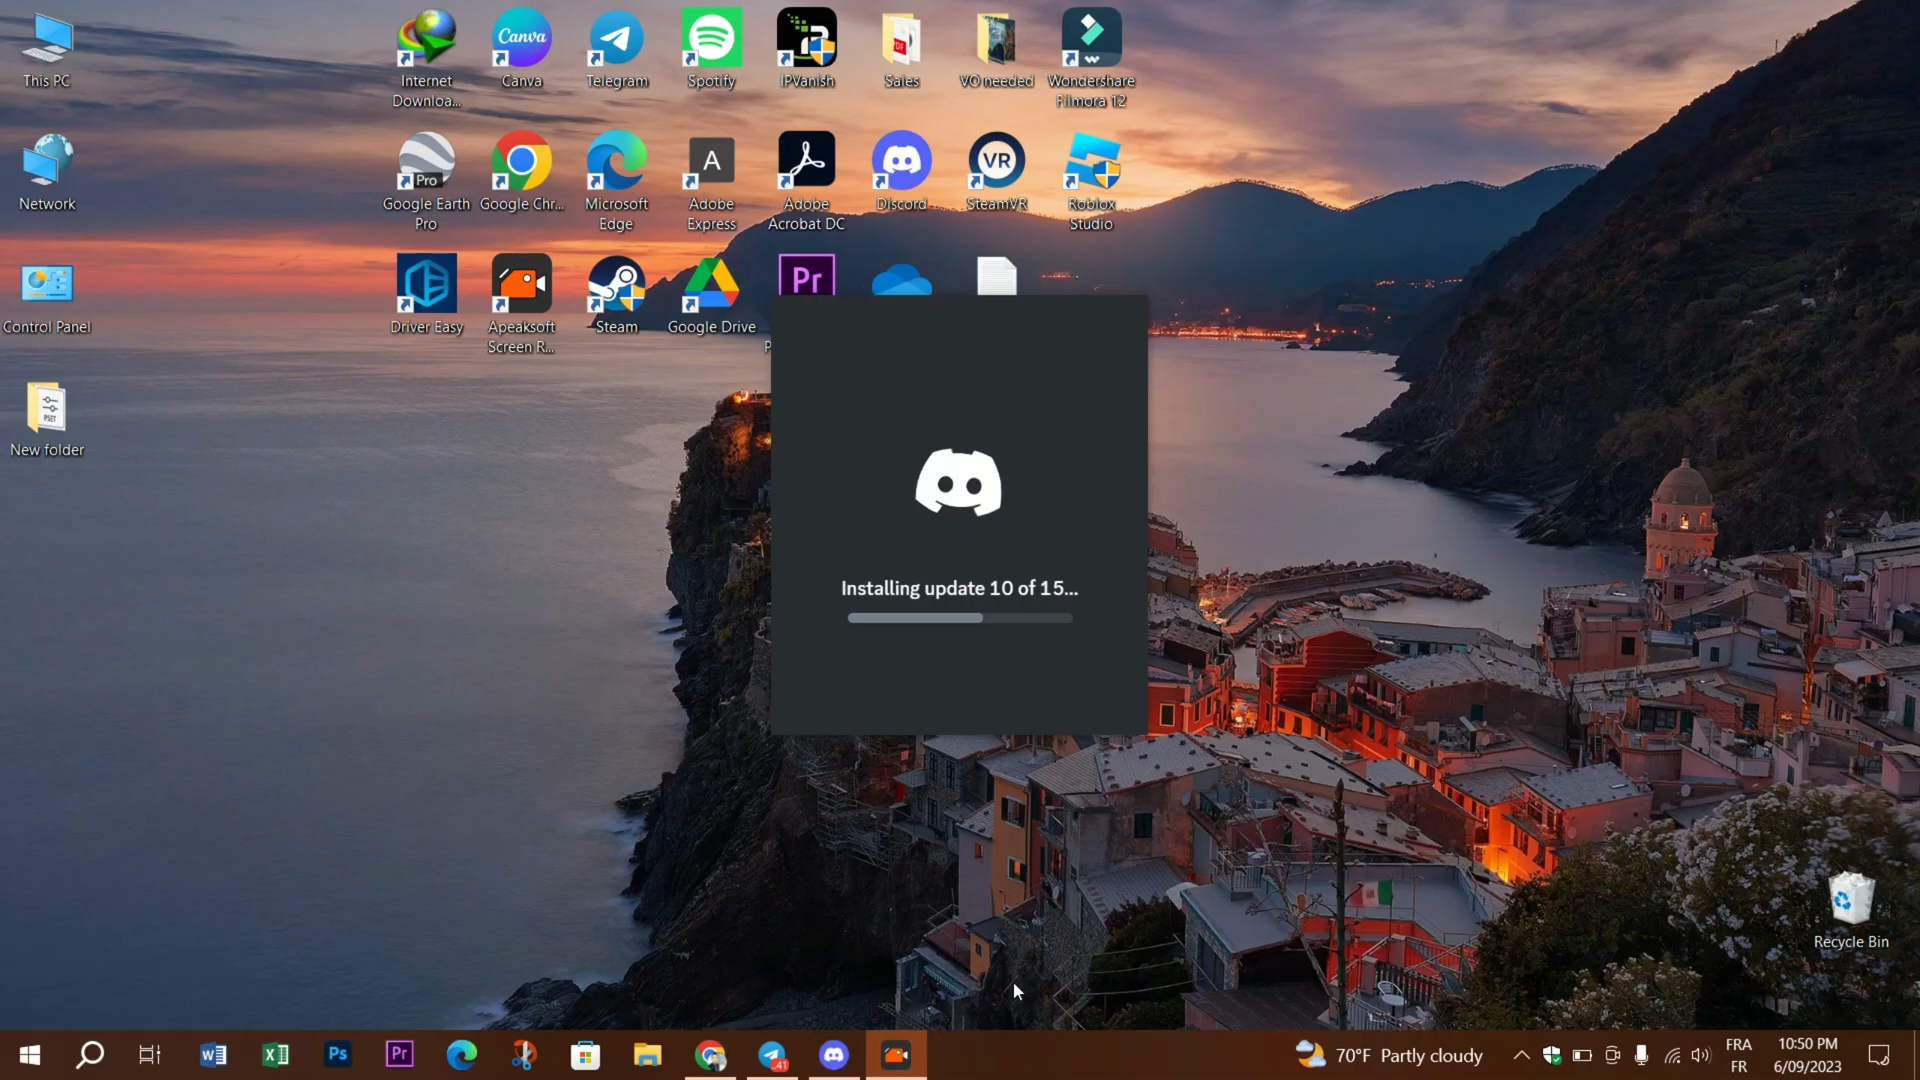 This PC
Internet
Downloa...
Canva
Canva
Telegram
Spotify
IPVanish
PDF
Sales
VO needed
Wondershare
Filmora 12
Network
Pro
Google Earth
Pro
Google Chr...
Microsoft
Edge
A
Adobe
Express
Adobe
Acrobat DC
Discord
VR
SteamVR
Roblox
Studio
Control Panel
Driver Easy
Apeaksoft
Screen R...
Steam
Google Drive
Pr
P
PSET
New folder
Installing update 10 of 15...
Recycle Bin
W
X
Ps
Pr
41
70°F Partly cloudy
FRA
FR
10:50 PM
6/09/2023